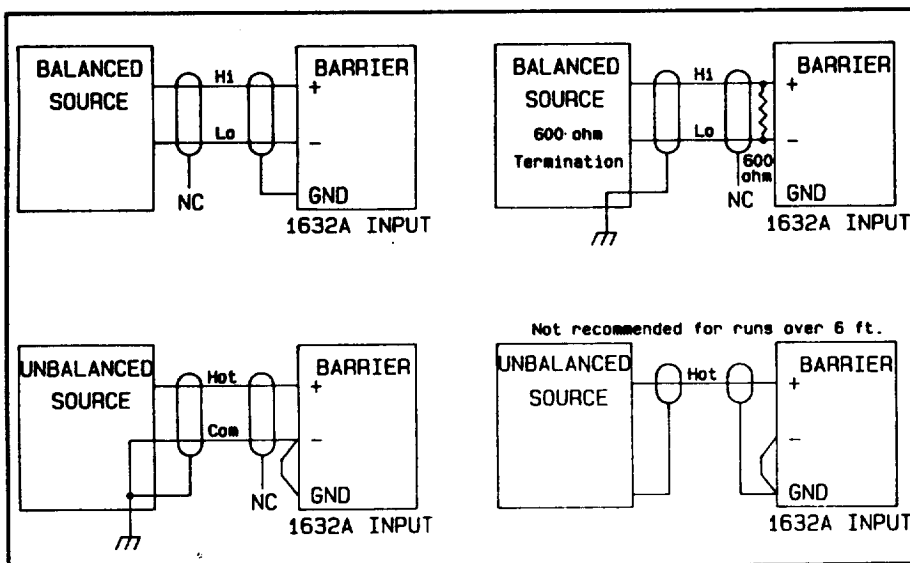 BALANCED
SOURCE
Hi
Lo
NC
BARRIER
+
−
GND
1632A INPUT
BALANCED
SOURCE
600 ohm
Termination
Hi
Lo
NC
600
ohm
BARRIER
+
−
GND
1632A INPUT
UNBALANCED
SOURCE
Hot
Com
NC
BARRIER
+
−
GND
1632A INPUT
Not recommended for runs over 6 ft.
UNBALANCED
SOURCE
Hot
BARRIER
+
−
GND
1632A INPUT